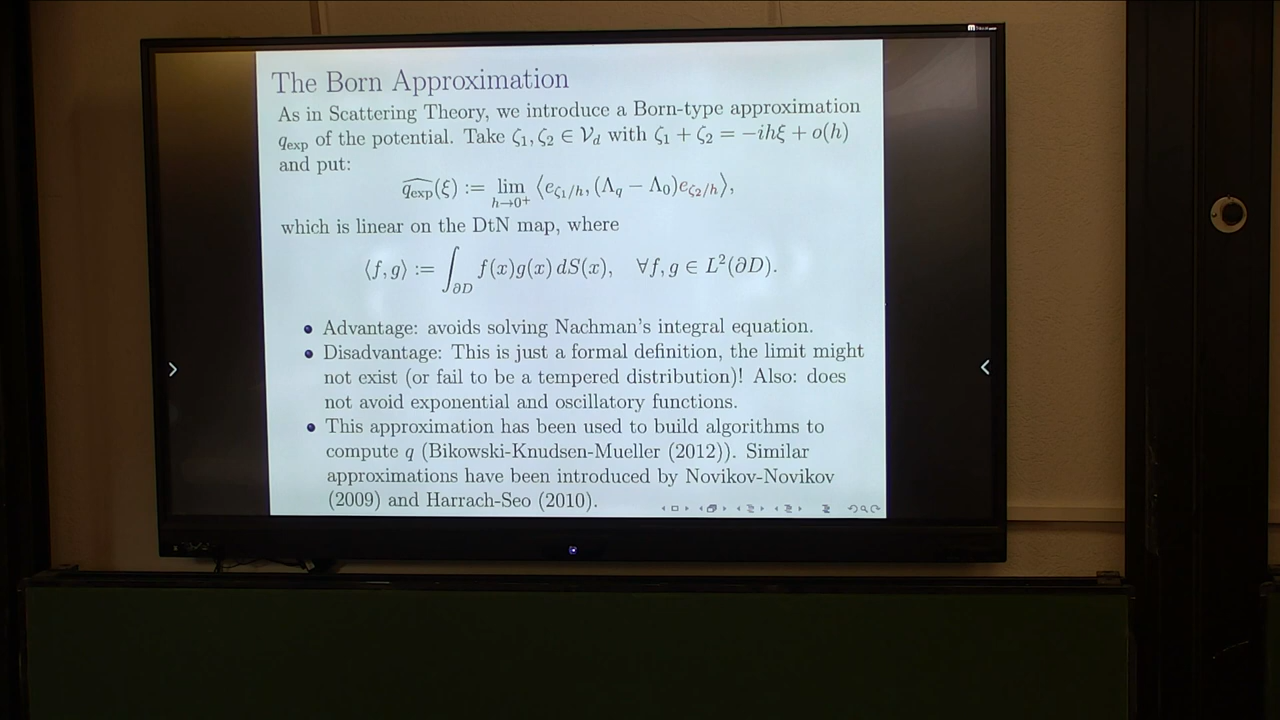 The Born Approximation
As in Scattering Theory, we introduce a Born-type approximation
q_exp of the potential. Take ζ₁, ζ₂ ∈ 𝒱_d with ζ₁ + ζ₂ = −ihξ + o(h)
and put:
\widehat{q_exp}(ξ) := lim_{h→0⁺} ⟨e_{ζ₁/h}, (Λ_q − Λ₀)e_{ζ₂/h}⟩,
which is linear on the DtN map, where
⟨f, g⟩ := ∫_{∂D} f(x)g(x) dS(x), ∀f, g ∈ L²(∂D).
• Advantage: avoids solving Nachman's integral equation.
• Disadvantage: This is just a formal definition, the limit might
not exist (or fail to be a tempered distribution)! Also: does
not avoid exponential and oscillatory functions.
• This approximation has been used to build algorithms to
compute q (Bikowski-Knudsen-Mueller (2012)). Similar
approximations have been introduced by Novikov-Novikov
(2009) and Harrach-Seo (2010).